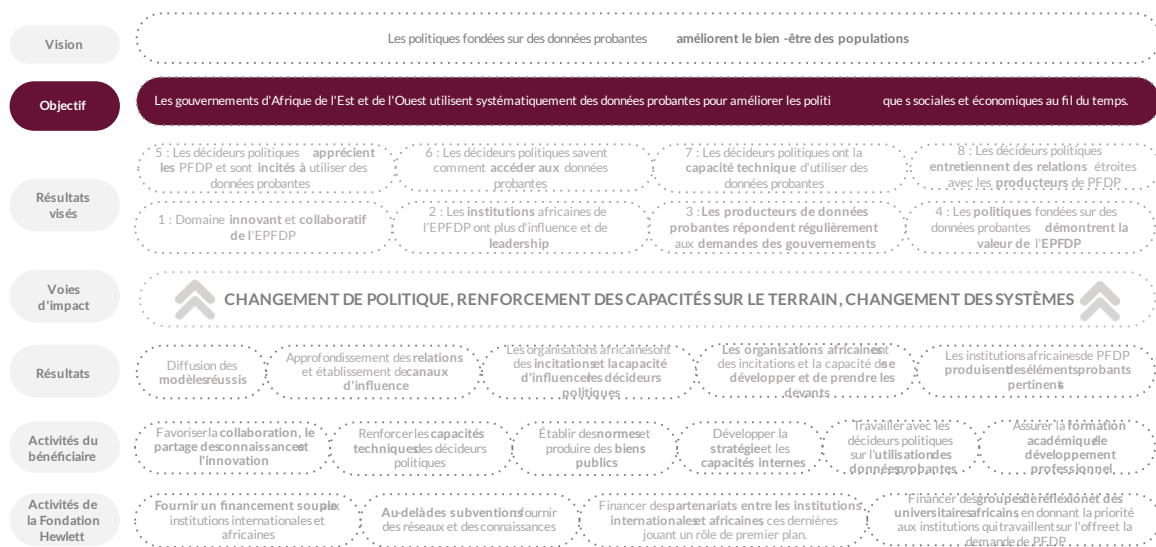 Vision
Les politiques fondées sur des données probantes améliorent le bien -être des populations
Objectif
Les gouvernements d'Afrique de l'Est et de l'Ouest utilisent systématiquement des données probantes pour améliorer les politi que s sociales et économiques au fil du temps.
Résultats
visés
5 : Les décideurs politiques apprécient
les PFDP et sont incités à utiliser des
données probantes
6 : Les décideurs politiques savent
comment accéder aux données
probantes
7 : Les décideurs politiques ont la
capacité technique d'utiliser des
données probantes
8 : Les décideurs politiques
entretiennent des relations étroites
avec les producteurs de PFDP
1 : Domaine innovant et collaboratif
de l'EPFDP
2 : Les institutions africaines de
l'EPFDP ont plus d'influence et de
leadership
3 : Les producteurs de données
probantes répondent régulièrement
aux demandes des gouvernements
4 : Les politiques fondées sur des
données probantes démontrent la
valeur de l'EPFDP
Voies
d'impact
CHANGEMENT DE POLITIQUE, RENFORCEMENT DES CAPACITÉS SUR LE TERRAIN, CHANGEMENT DES SYSTÈMES
Résultats
Diffusion des
modèles réussis
Approfondissement des relations
et établissement de canaux
d'influence
Les organisations africaines ont
des incitations et la capacité
d'influencer les décideurs
politiques
Les organisations africaines ont
des incitations et la capacité de se
développer et de prendre les
devants
Les institutions africaines de PFDP
produisent des éléments probants
pertinents
Activités du
bénéficiaire
Favoriser la collaboration, le
partage des connaissances et
l'innovation
Renforcer les capacités
techniques des décideurs
politiques
Établir des normes et
produire des biens
publics
Développer la
stratégie et les
capacités internes
Travailler avec les
décideurs politiques
sur l'utilisation des
données probantes
Assurer la formation
académique et le
développement
professionnel
Activités de
la Fondation
Hewlett
Fournir un financement souple aux
institutions internationales et
africaines
Au-delà des subventions, fournir
des réseaux et des connaissances
Financer des partenariats entre les institutions
internationales et africaines, ces dernières
jouant un rôle de premier plan.
Financer des groupes de réflexion et des
universitaires africains, en donnant la priorité
aux institutions qui travaillent sur l'offre et la
demande de PFDP